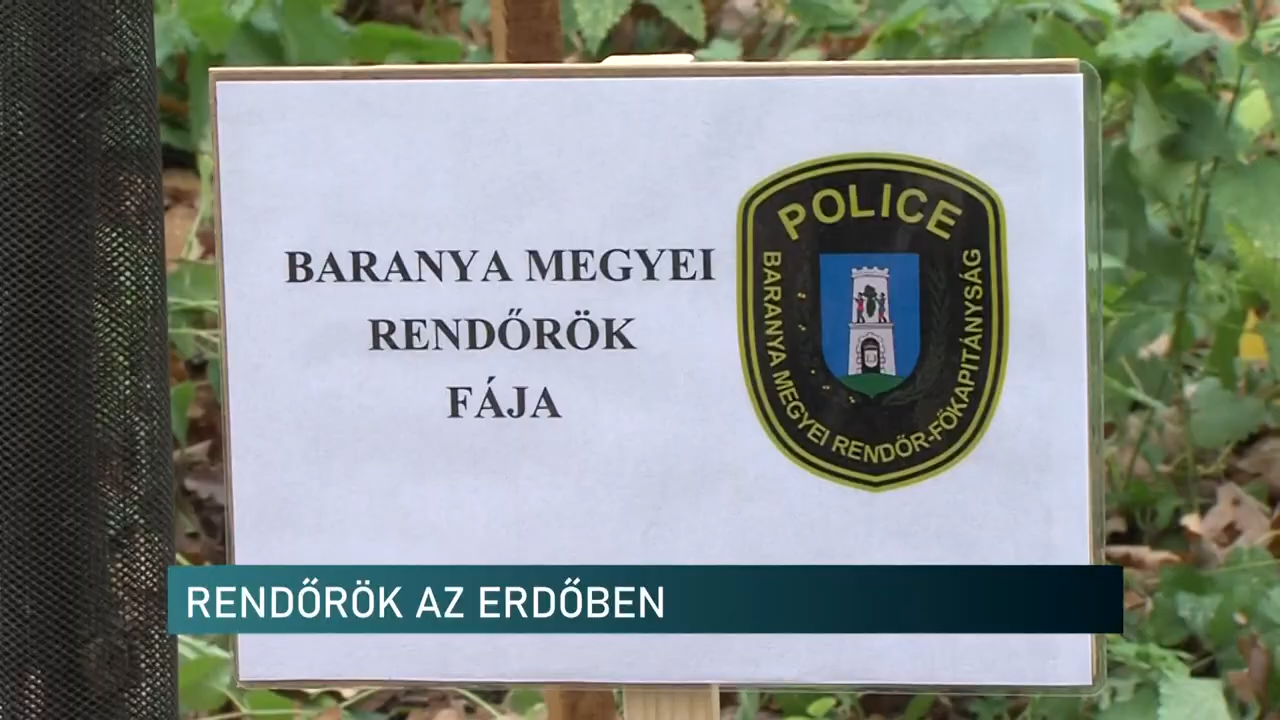 BARANYA MEGYEI
RENDŐRÖK
FÁJA
POLICE
BARANYA MEGYEI RENDŐR-FŐKAPITÁNYSÁG
RENDŐRÖK AZ ERDŐBEN